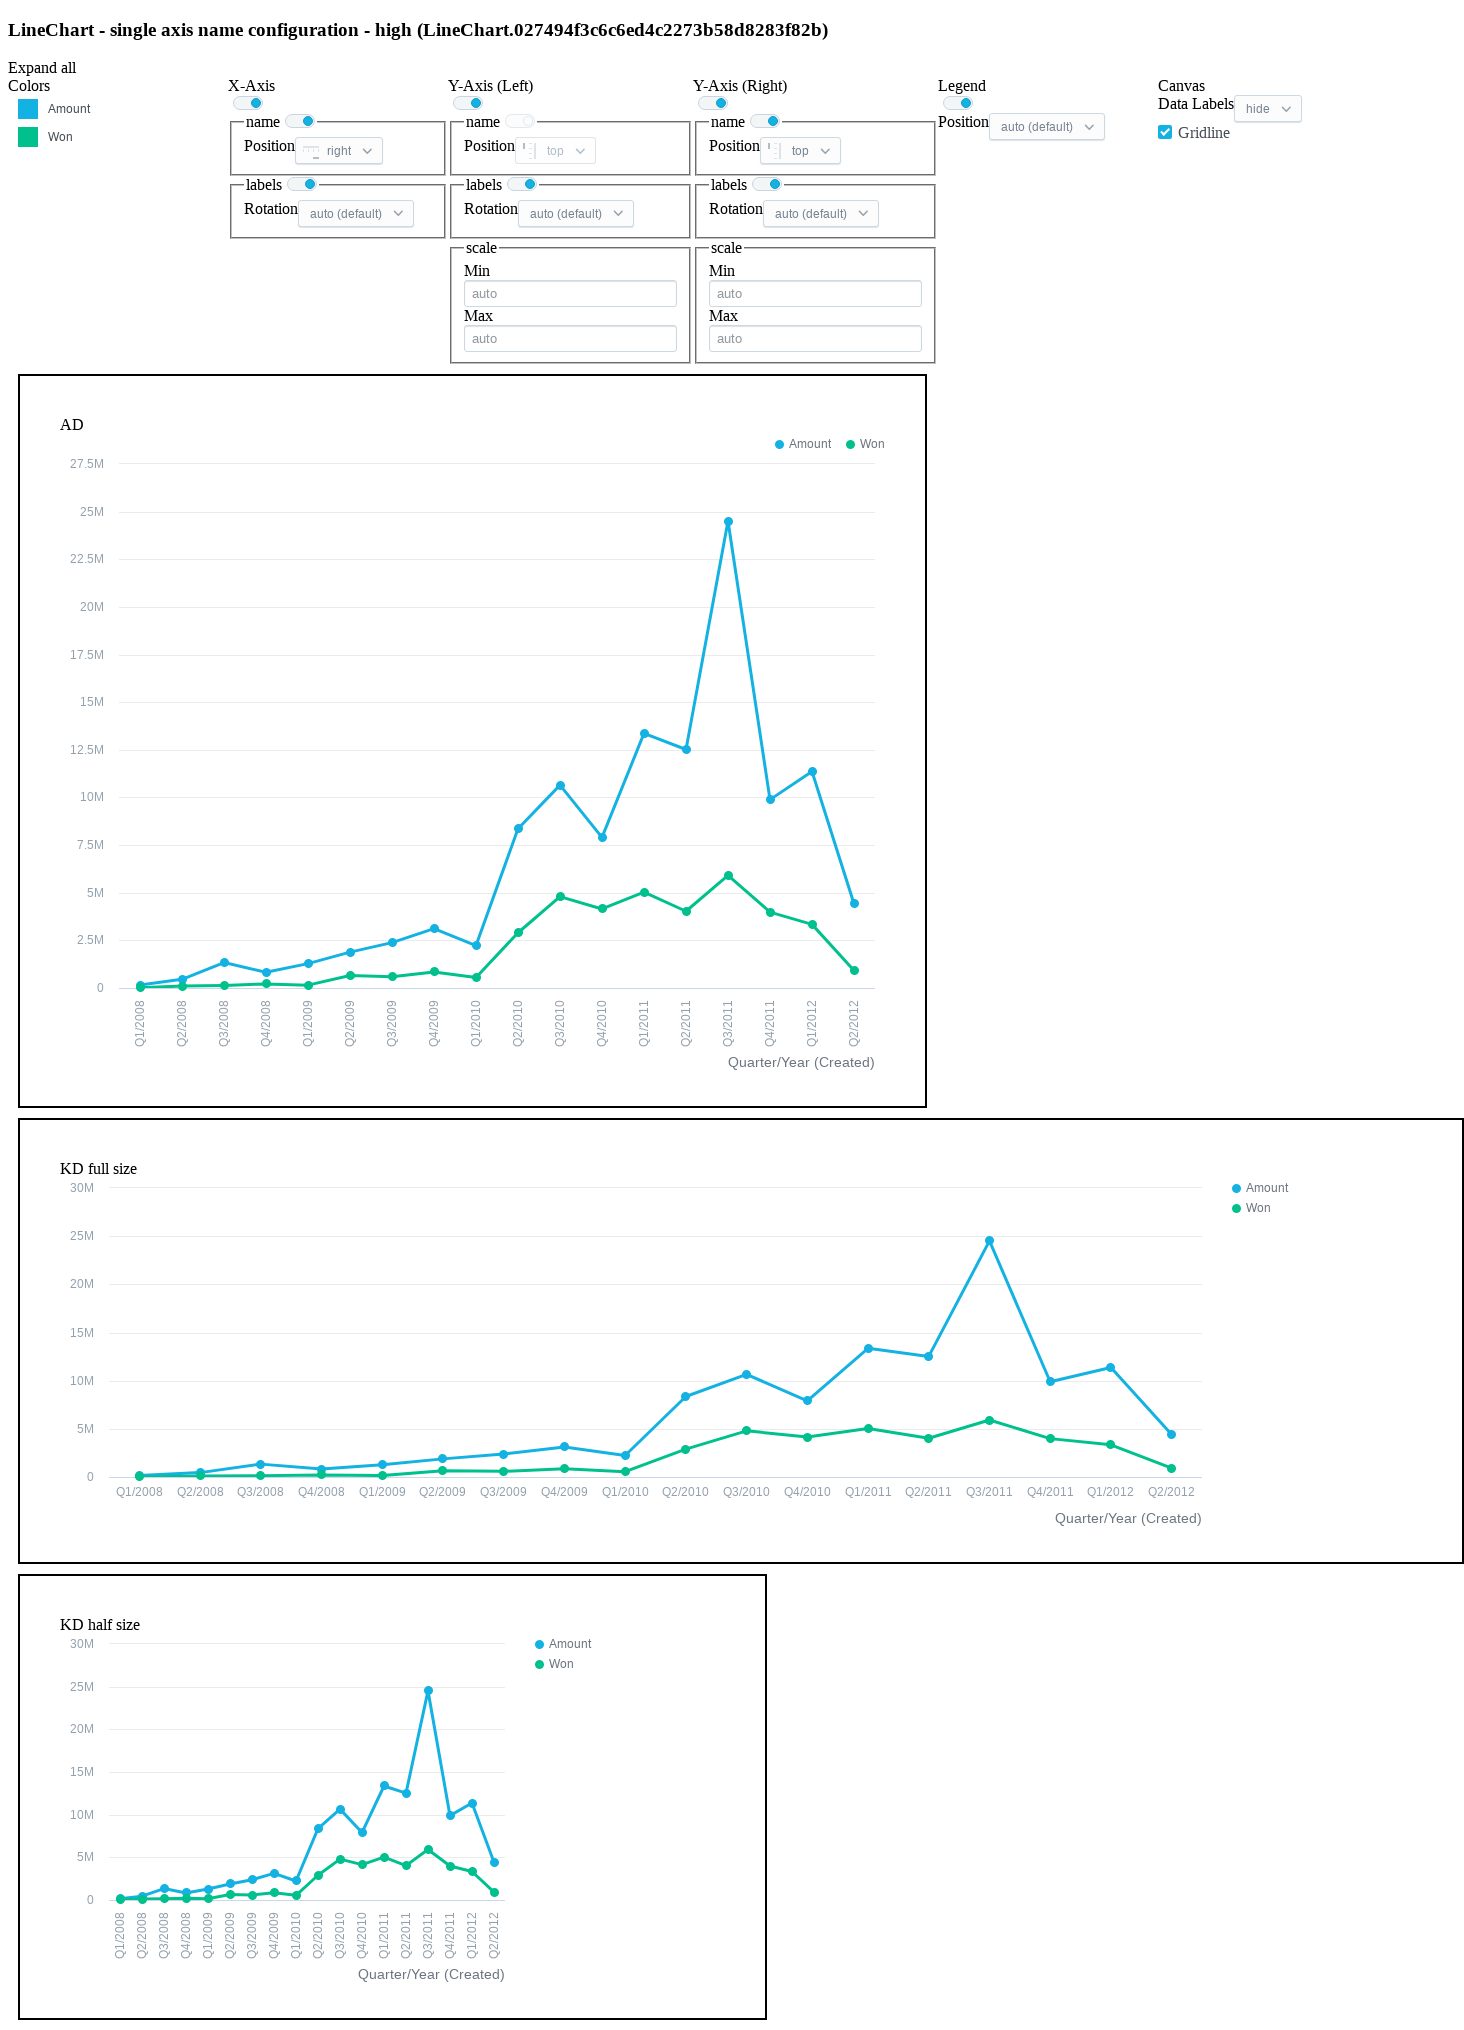 LineChart - single axis name configuration - high (LineChart.027494f3c6c6ed4c2273b58d8283f82b)
Expand all
Colors
Amount
Won
X-Axis
name
Position right
labels
Rotation auto (default)
Y-Axis (Left)
name
Position top
labels
Rotation auto (default)
scale
Min
auto
Max
auto
Y-Axis (Right)
name
Position top
labels
Rotation auto (default)
scale
Min
auto
Max
auto
Legend
Position auto (default)
Canvas
Data Labels hide
Gridline
AD
Amount Won
27.5M
25M
22.5M
20M
17.5M
15M
12.5M
10M
7.5M
5M
2.5M
0
Q1/2008 Q2/2008 Q3/2008 Q4/2008 Q1/2009 Q2/2009 Q3/2009 Q4/2009 Q1/2010 Q2/2010 Q3/2010 Q4/2010 Q1/2011 Q2/2011 Q3/2011 Q4/2011 Q1/2012 Q2/2012
Quarter/Year (Created)
KD full size
Amount
Won
30M
25M
20M
15M
10M
5M
0
Q1/2008 Q2/2008 Q3/2008 Q4/2008 Q1/2009 Q2/2009 Q3/2009 Q4/2009 Q1/2010 Q2/2010 Q3/2010 Q4/2010 Q1/2011 Q2/2011 Q3/2011 Q4/2011 Q1/2012 Q2/2012
Quarter/Year (Created)
KD half size
Amount
Won
30M
25M
20M
15M
10M
5M
0
Q1/2008 Q2/2008 Q3/2008 Q4/2008 Q1/2009 Q2/2009 Q3/2009 Q4/2009 Q1/2010 Q2/2010 Q3/2010 Q4/2010 Q1/2011 Q2/2011 Q3/2011 Q4/2011 Q1/2012 Q2/2012
Quarter/Year (Created)